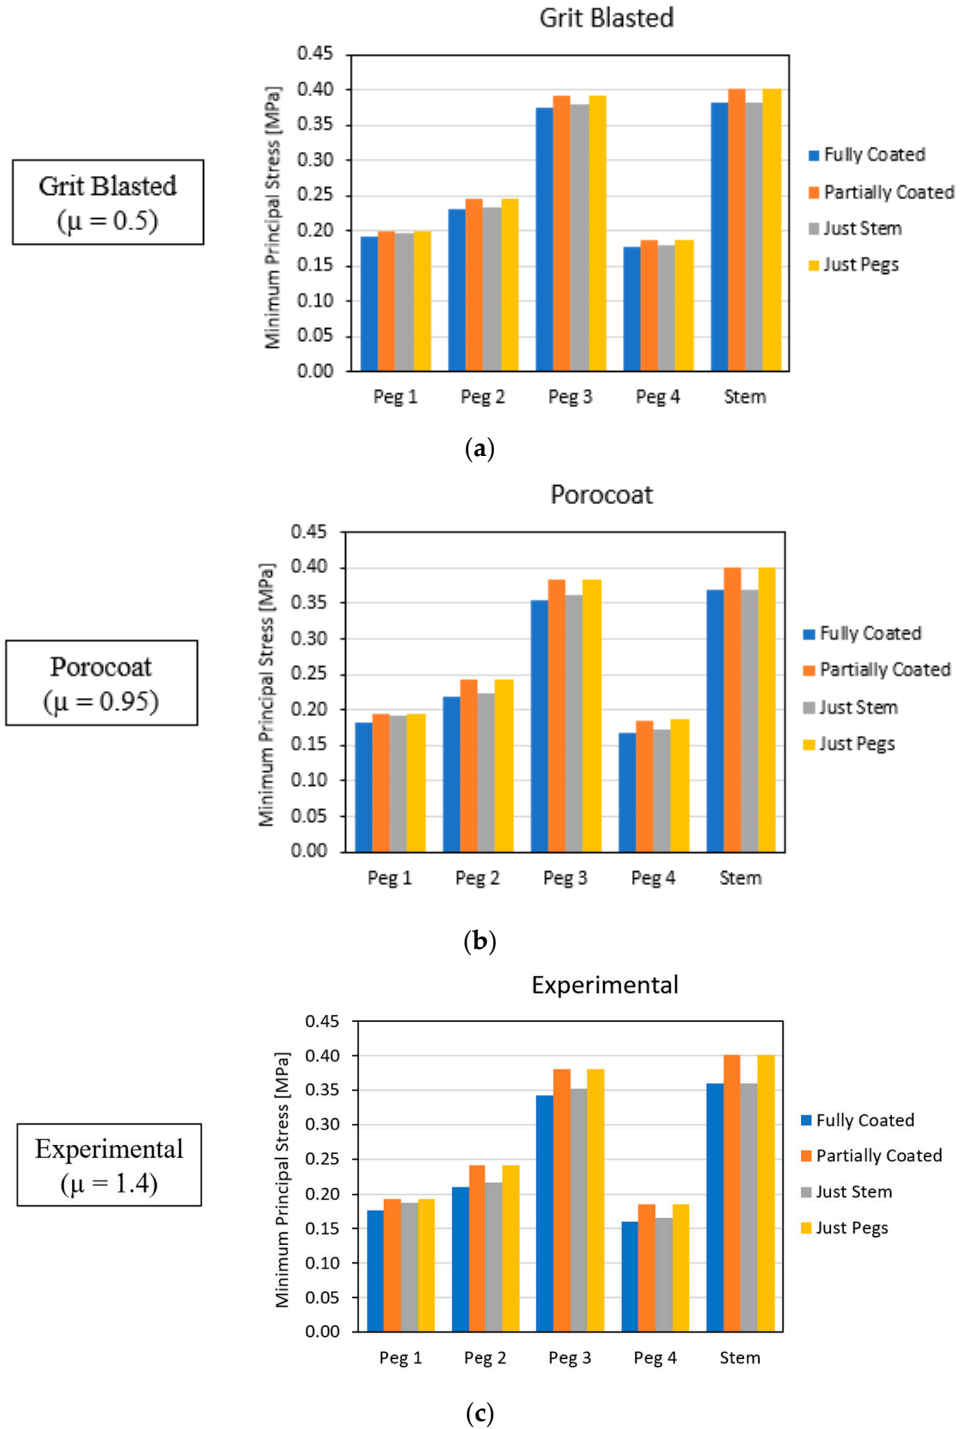 Grit Blasted
Grit Blasted
(μ = 0.5)
Minimum Principal Stress [MPa]
0.45
0.40
0.35
0.30
0.25
0.20
0.15
0.10
0.05
0.00
Peg 1 Peg 2 Peg 3 Peg 4 Stem
Fully Coated
Partially Coated
Just Stem
Just Pegs
(a)
Porocoat
Porocoat
(μ = 0.95)
Minimum Principal Stress [MPa]
0.45
0.40
0.35
0.30
0.25
0.20
0.15
0.10
0.05
0.00
Peg 1 Peg 2 Peg 3 Peg 4 Stem
Fully Coated
Partially Coated
Just Stem
Just Pegs
(b)
Experimental
Experimental
(μ = 1.4)
Minimum Principal Stress [MPa]
0.45
0.40
0.35
0.30
0.25
0.20
0.15
0.10
0.05
0.00
Peg 1 Peg 2 Peg 3 Peg 4 Stem
Fully Coated
Partially Coated
Just Stem
Just Pegs
(c)